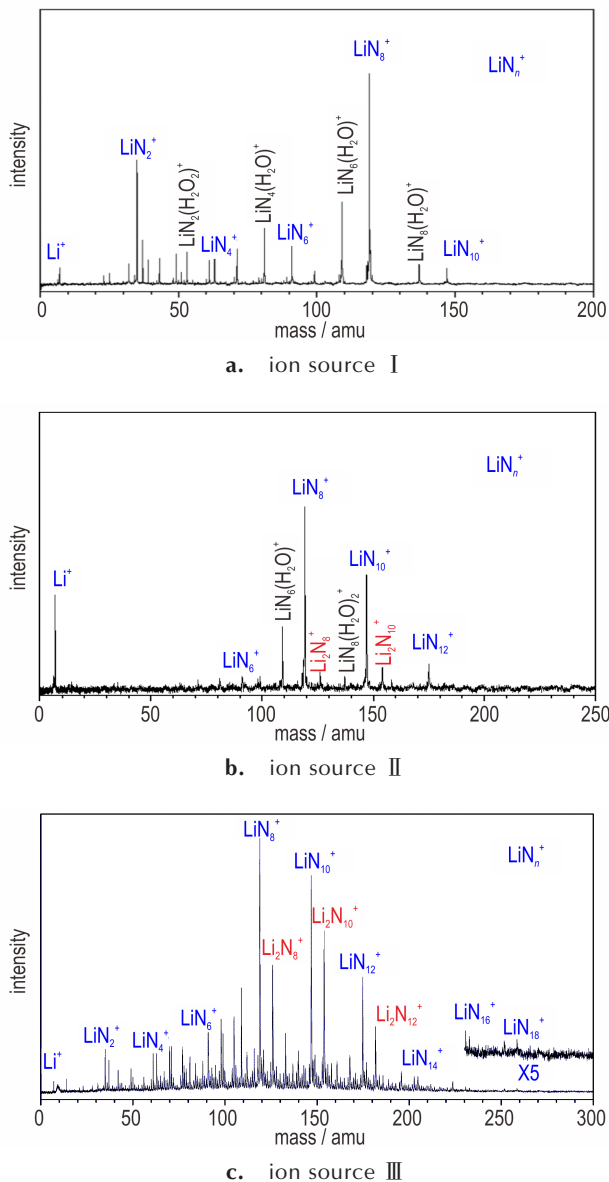 intensity
Li⁺
LiN₂⁺
LiN₂(H₂O₂)⁺
LiN₄⁺
LiN₄(H₂O)⁺
LiN₆⁺
LiN₆(H₂O)⁺
LiN₈⁺
LiN₈(H₂O)⁺
LiN₁₀⁺
LiNₙ⁺
0 50 100 150 200
mass / amu
a. ion source Ⅰ
intensity
Li⁺
LiN₆⁺
LiN₆(H₂O)⁺
LiN₈⁺
Li₂N₈⁺
LiN₈(H₂O)₂⁺
LiN₁₀⁺
Li₂N₁₀⁺
LiN₁₂⁺
LiNₙ⁺
0 50 100 150 200 250
mass / amu
b. ion source Ⅱ
intensity
Li⁺
LiN₂⁺
LiN₄⁺
LiN₆⁺
LiN₈⁺
Li₂N₈⁺
LiN₁₀⁺
Li₂N₁₀⁺
LiN₁₂⁺
Li₂N₁₂⁺
LiN₁₄⁺
LiN₁₆⁺
LiN₁₈⁺
X5
LiNₙ⁺
0 50 100 150 200 250 300
mass / amu
c. ion source Ⅲ